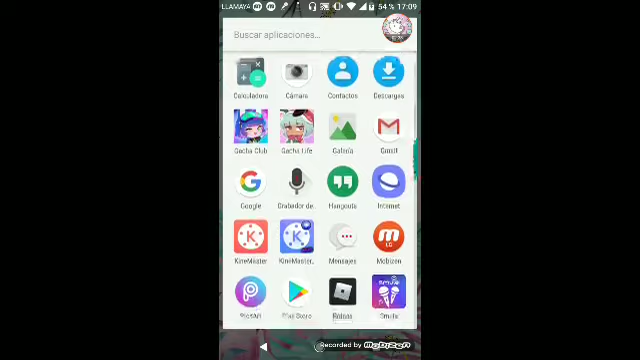 LLAMAYA 54 % 17:09
Buscar aplicaciones...
Calculadora Cámara Contactos Descargas
Gacha Club Gacha Life Galería Gmail
Google Grabador de.. Hangouts Internet
KineMaster KineMaster.. Mensajes Mobizen
PicsArt Play Store Roblox Smule
Recorded by Mobizen